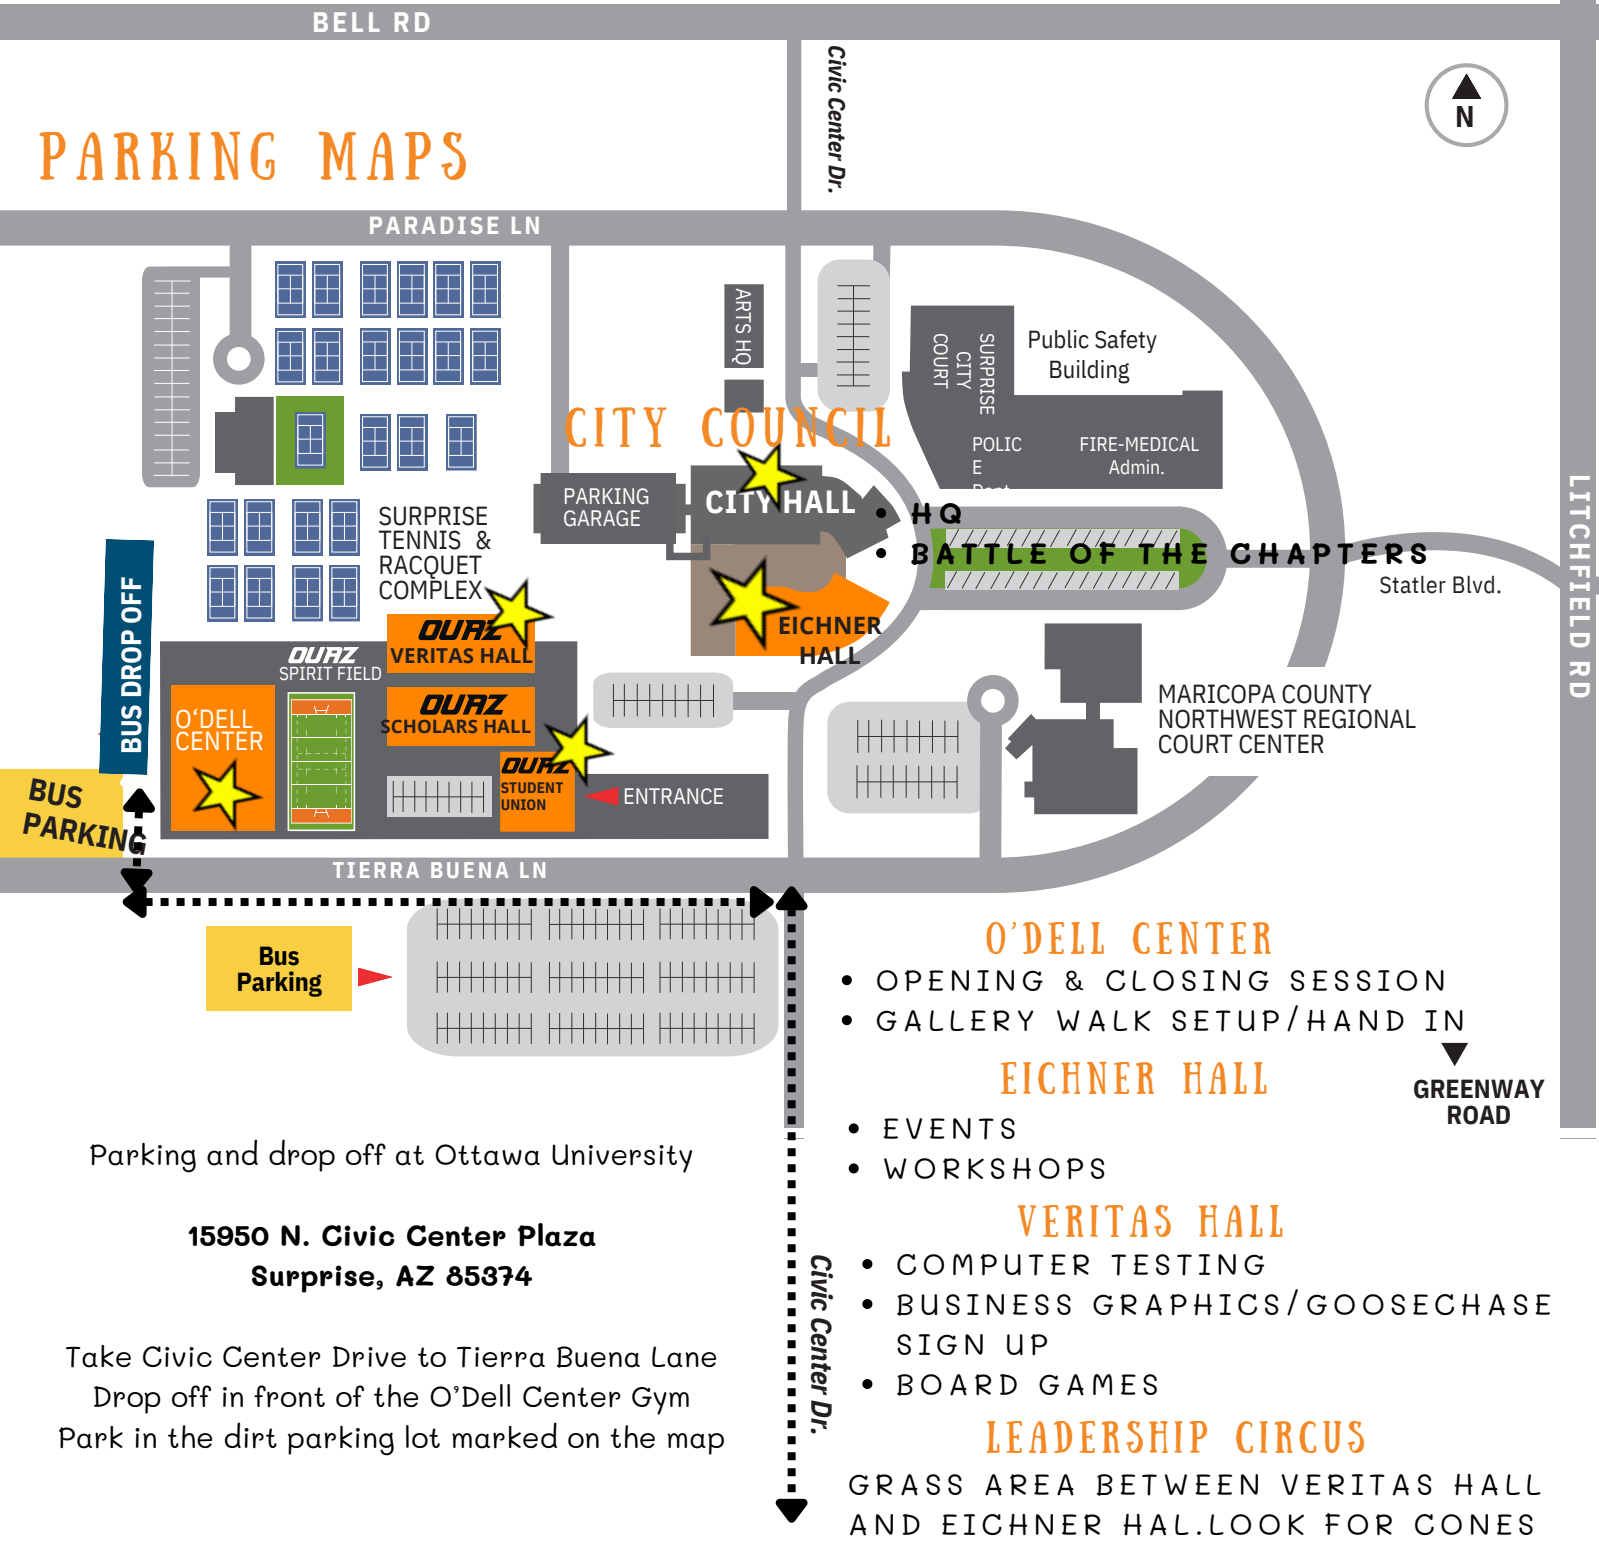 BELL RD
Civic Center Dr.
N
PARKING MAPS
PARADISE LN
ARTS HQ
SURPRISE
CITY
COURT
Public Safety
Building
CITY COUNCIL
POLIC
E
Dept
FIRE-MEDICAL
Admin.
PARKING
GARAGE
CITY HALL
• HQ
• BATTLE OF THE CHAPTERS
Statler Blvd.
LITCHFIELD RD
SURPRISE
TENNIS &
RACQUET
COMPLEX
BUS DROP OFF
OUAZ
VERITAS HALL
EICHNER
HALL
OUAZ
SPIRIT FIELD
O'DELL
CENTER
OUAZ
SCHOLARS HALL
OUAZ
STUDENT
UNION
ENTRANCE
MARICOPA COUNTY
NORTHWEST REGIONAL
COURT CENTER
BUS
PARKING
TIERRA BUENA LN
Bus
Parking
O'DELL CENTER
• OPENING & CLOSING SESSION
• GALLERY WALK SETUP/HAND IN
GREENWAY
ROAD
EICHNER HALL
• EVENTS
• WORKSHOPS
VERITAS HALL
• COMPUTER TESTING
• BUSINESS GRAPHICS/GOOSECHASE
SIGN UP
• BOARD GAMES
LEADERSHIP CIRCUS
GRASS AREA BETWEEN VERITAS HALL
AND EICHNER HAL.LOOK FOR CONES
Civic Center Dr.
Parking and drop off at Ottawa University
15950 N. Civic Center Plaza
Surprise, AZ 85374
Take Civic Center Drive to Tierra Buena Lane
Drop off in front of the O'Dell Center Gym
Park in the dirt parking lot marked on the map